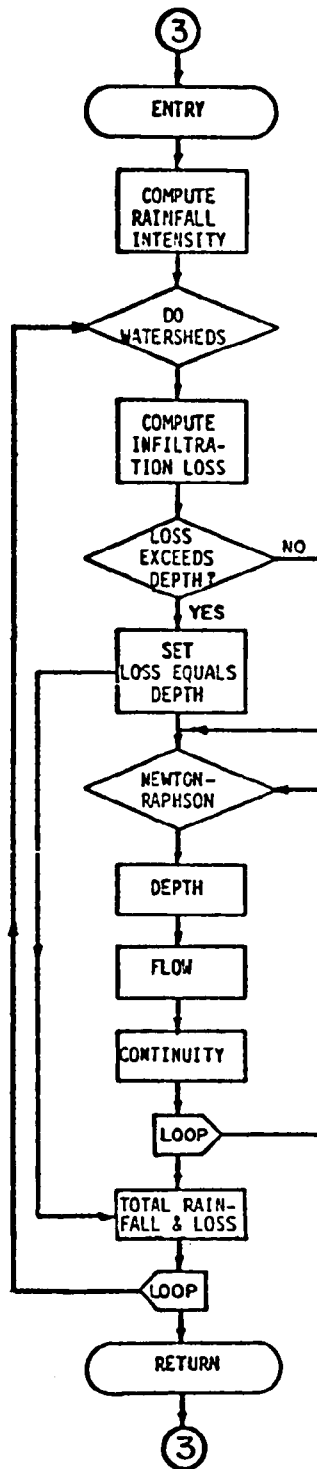 3
ENTRY
COMPUTE
RAINFALL
INTENSITY
DO
WATERSHEDS
COMPUTE
INFILTRA-
TION LOSS
LOSS
EXCEEDS
DEPTH?
NO
YES
SET
LOSS EQUALS
DEPTH
NEWTON-
RAPHSON
DEPTH
FLOW
CONTINUITY
LOOP
TOTAL RAIN-
FALL & LOSS
LOOP
RETURN
3